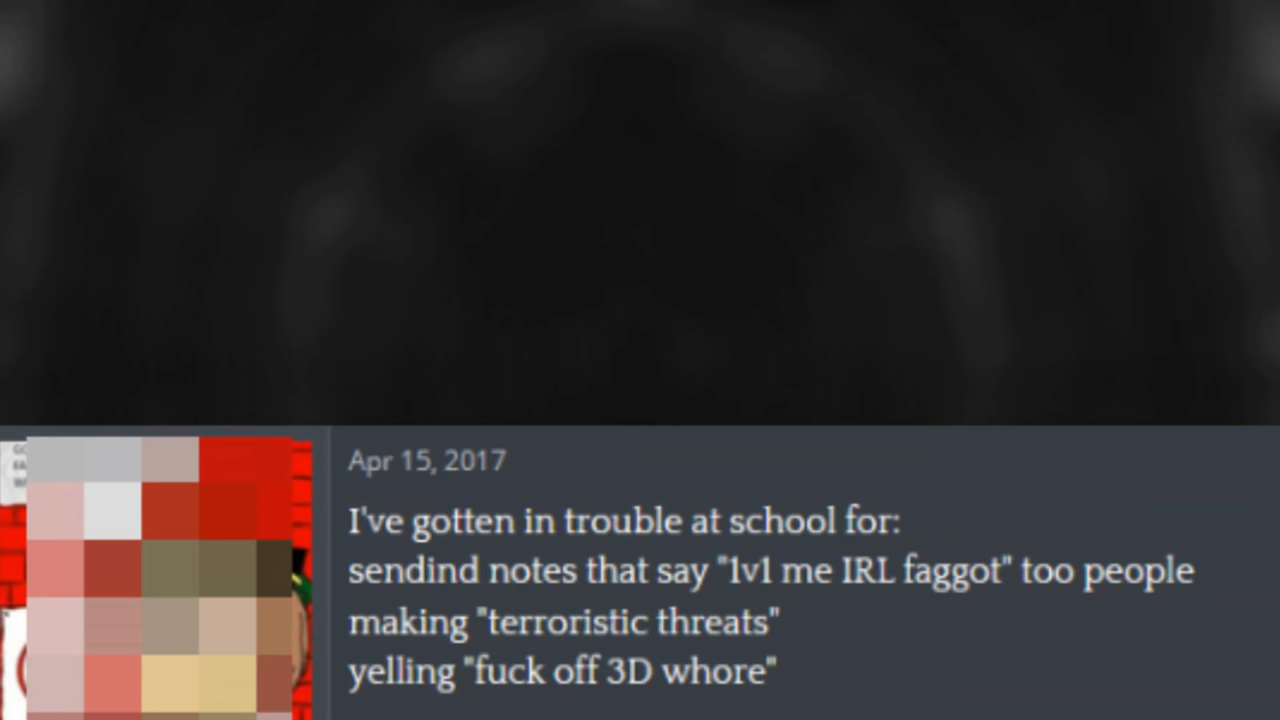 Apr 15, 2017
I've gotten in trouble at school for:
sendind notes that say "1v1 me IRL faggot" too people
making "terroristic threats"
yelling "fuck off 3D whore"